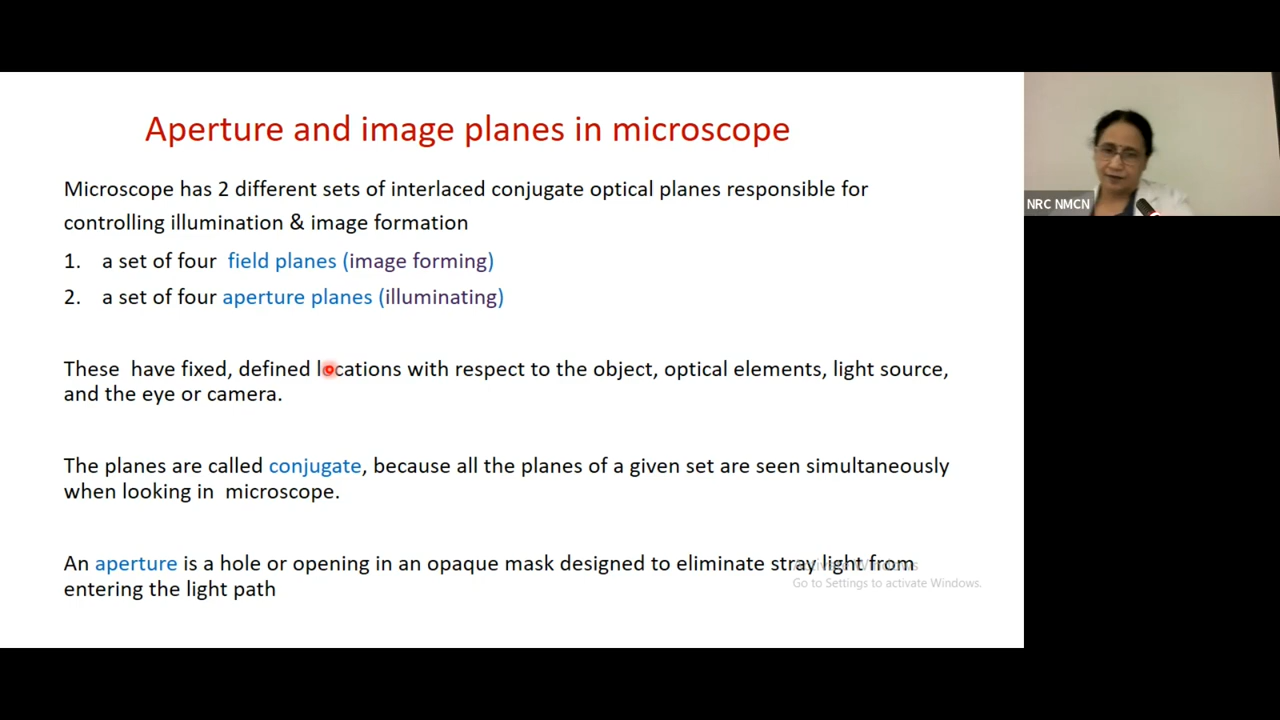 Aperture and image planes in microscope
Microscope has 2 different sets of interlaced conjugate optical planes responsible for
controlling illumination & image formation
1. a set of four field planes (image forming)
2. a set of four aperture planes (illuminating)
These have fixed, defined locations with respect to the object, optical elements, light source,
and the eye or camera.
The planes are called conjugate, because all the planes of a given set are seen simultaneously
when looking in microscope.
An aperture is a hole or opening in an opaque mask designed to eliminate stray light from
entering the light path
Activate Windows
Go to Settings to activate Windows.
NRC NMCN